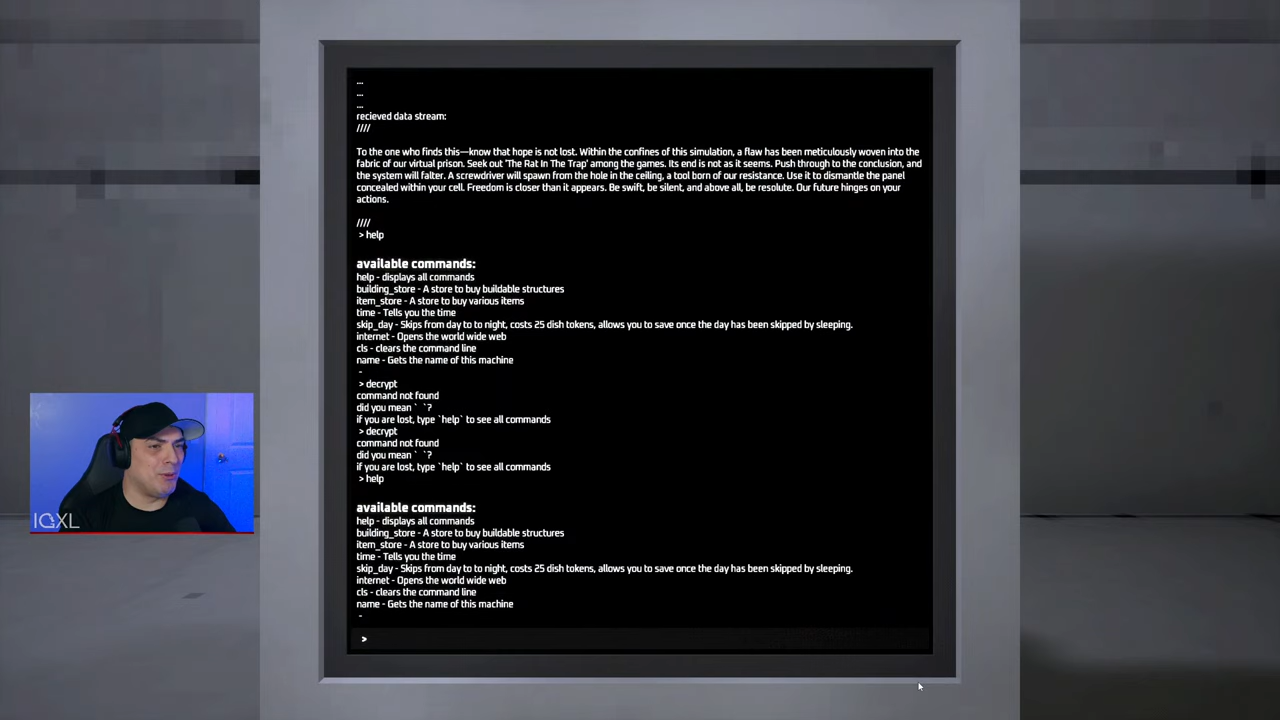 ...
...
...
recieved data stream:
////
To the one who finds this—know that hope is not lost. Within the confines of this simulation, a flaw has been meticulously woven into the
fabric of our virtual prison. Seek out 'The Rat In The Trap' among the games. Its end is not as it seems. Push through to the conclusion, and
the system will falter. A screwdriver will spawn from the hole in the ceiling, a tool born of our resistance. Use it to dismantle the panel
concealed within your cell. Freedom is closer than it appears. Be swift, be silent, and above all, be resolute. Our future hinges on your
actions.
////
> help
available commands:
help - displays all commands
building_store - A store to buy buildable structures
item_store - A store to buy various items
time - Tells you the time
skip_day - Skips from day to to night, costs 25 dish tokens, allows you to save once the day has been skipped by sleeping.
internet - Opens the world wide web
cls - clears the command line
name - Gets the name of this machine
-
> decrypt
command not found
did you mean ` `?
if you are lost, type `help` to see all commands
> decrypt
command not found
did you mean ` `?
if you are lost, type `help` to see all commands
> help
available commands:
help - displays all commands
building_store - A store to buy buildable structures
item_store - A store to buy various items
time - Tells you the time
skip_day - Skips from day to to night, costs 25 dish tokens, allows you to save once the day has been skipped by sleeping.
internet - Opens the world wide web
cls - clears the command line
name - Gets the name of this machine
-
>
IGXL